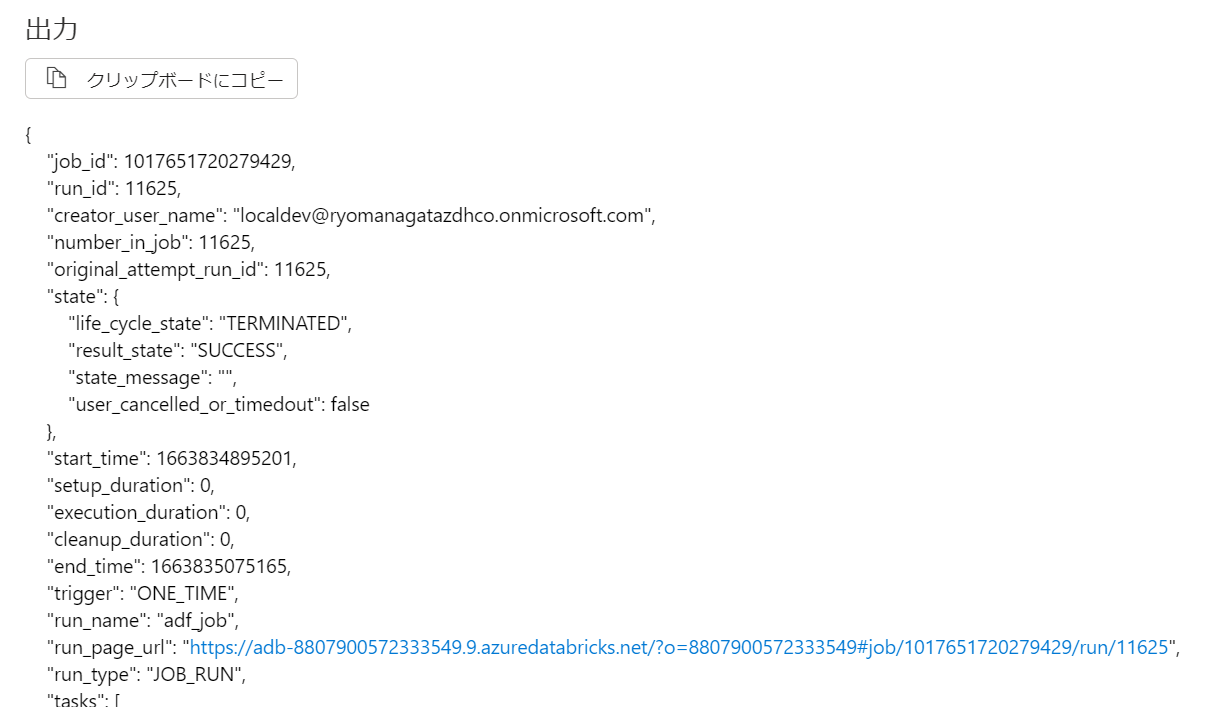 出力
クリップボードにコピー
{
"job_id": 1017651720279429,
"run_id": 11625,
"creator_user_name": "localdev@ryomanagatazdhco.onmicrosoft.com",
"number_in_job": 11625,
"original_attempt_run_id": 11625,
"state": {
"life_cycle_state": "TERMINATED",
"result_state": "SUCCESS",
"state_message": "",
"user_cancelled_or_timedout": false
},
"start_time": 1663834895201,
"setup_duration": 0,
"execution_duration": 0,
"cleanup_duration": 0,
"end_time": 1663835075165,
"trigger": "ONE_TIME",
"run_name": "adf_job",
"run_page_url": "https://adb-8807900572333549.9.azuredatabricks.net/?o=8807900572333549#job/1017651720279429/run/11625",
"run_type": "JOB_RUN",
"tasks": [